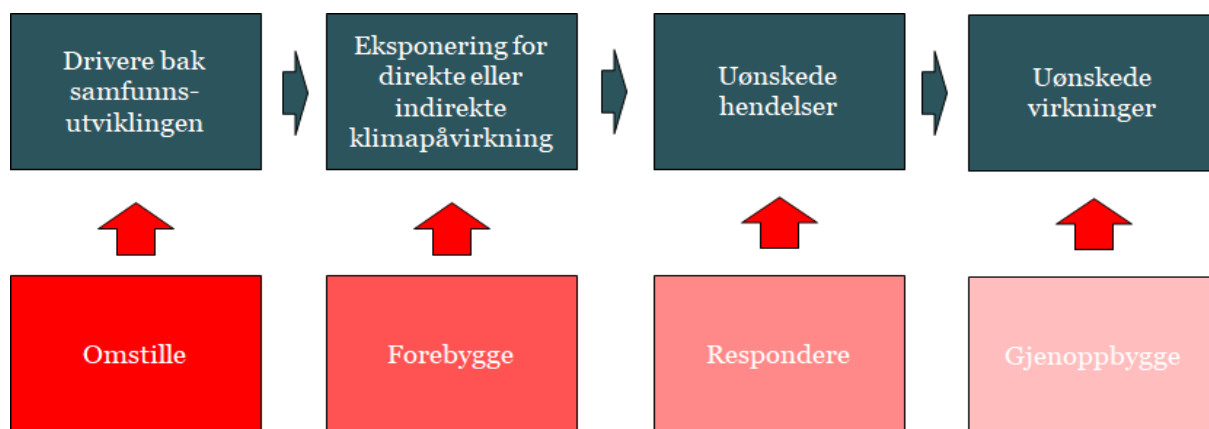 Drivere bak
samfunns-
utviklingen
Eksponering for
direkte eller
indirekte
klimapåvirkning
Uønskede
hendelser
Uønskede
virkninger
Omstille
Forebygge
Respondere
Gjenoppbygge